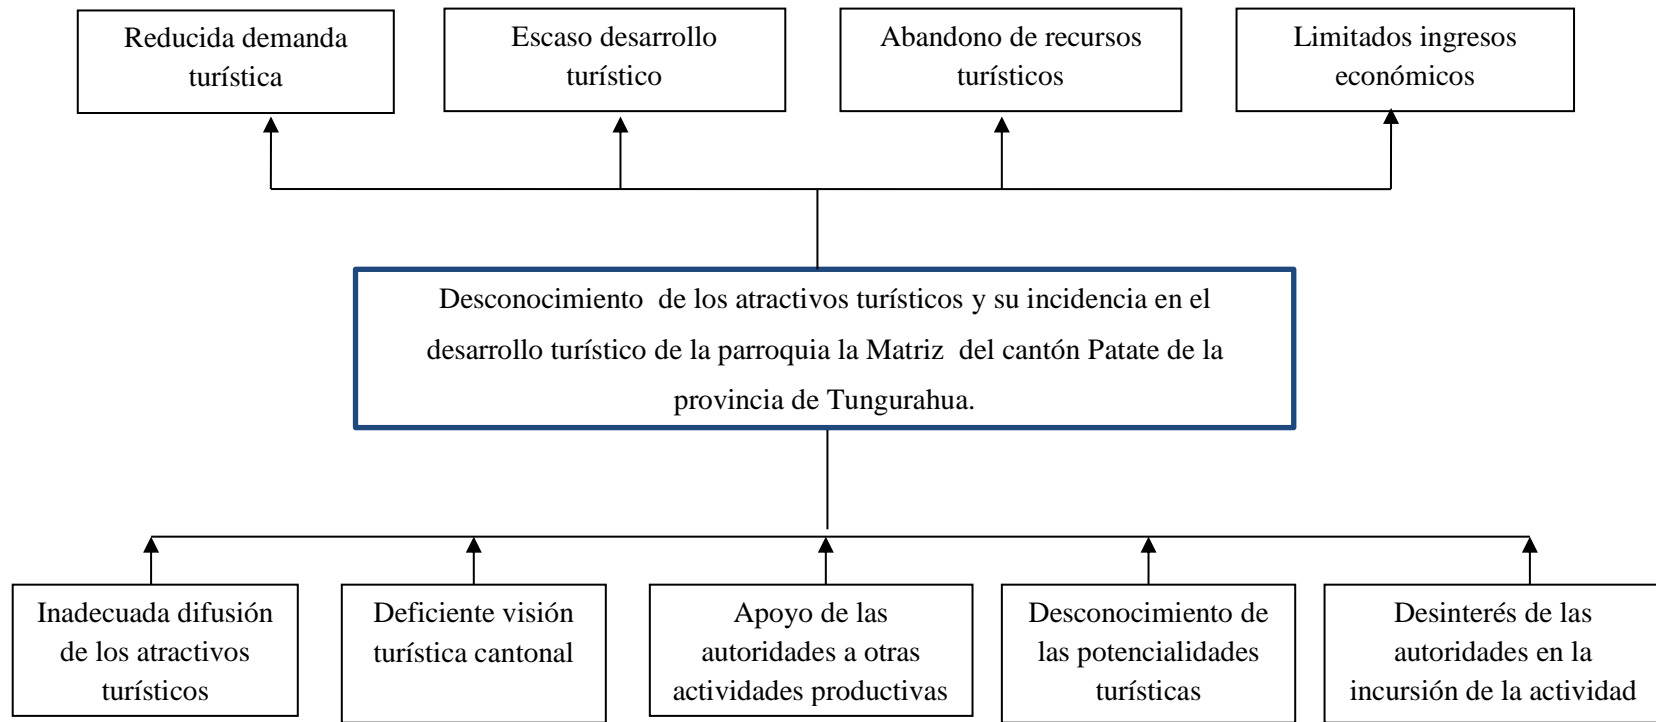 Reducida demanda
turística
Escaso desarrollo
turístico
Abandono de recursos
turísticos
Limitados ingresos
económicos
Desconocimiento  de los atractivos turísticos y su incidencia en el
desarrollo turístico de la parroquia la Matriz  del cantón Patate de la
provincia de Tungurahua.
Inadecuada difusión
de los atractivos
turísticos
Deficiente visión
turística cantonal
Apoyo de las
autoridades a otras
actividades productivas
Desconocimiento de
las potencialidades
turísticas
Desinterés de las
autoridades en la
incursión de la actividad